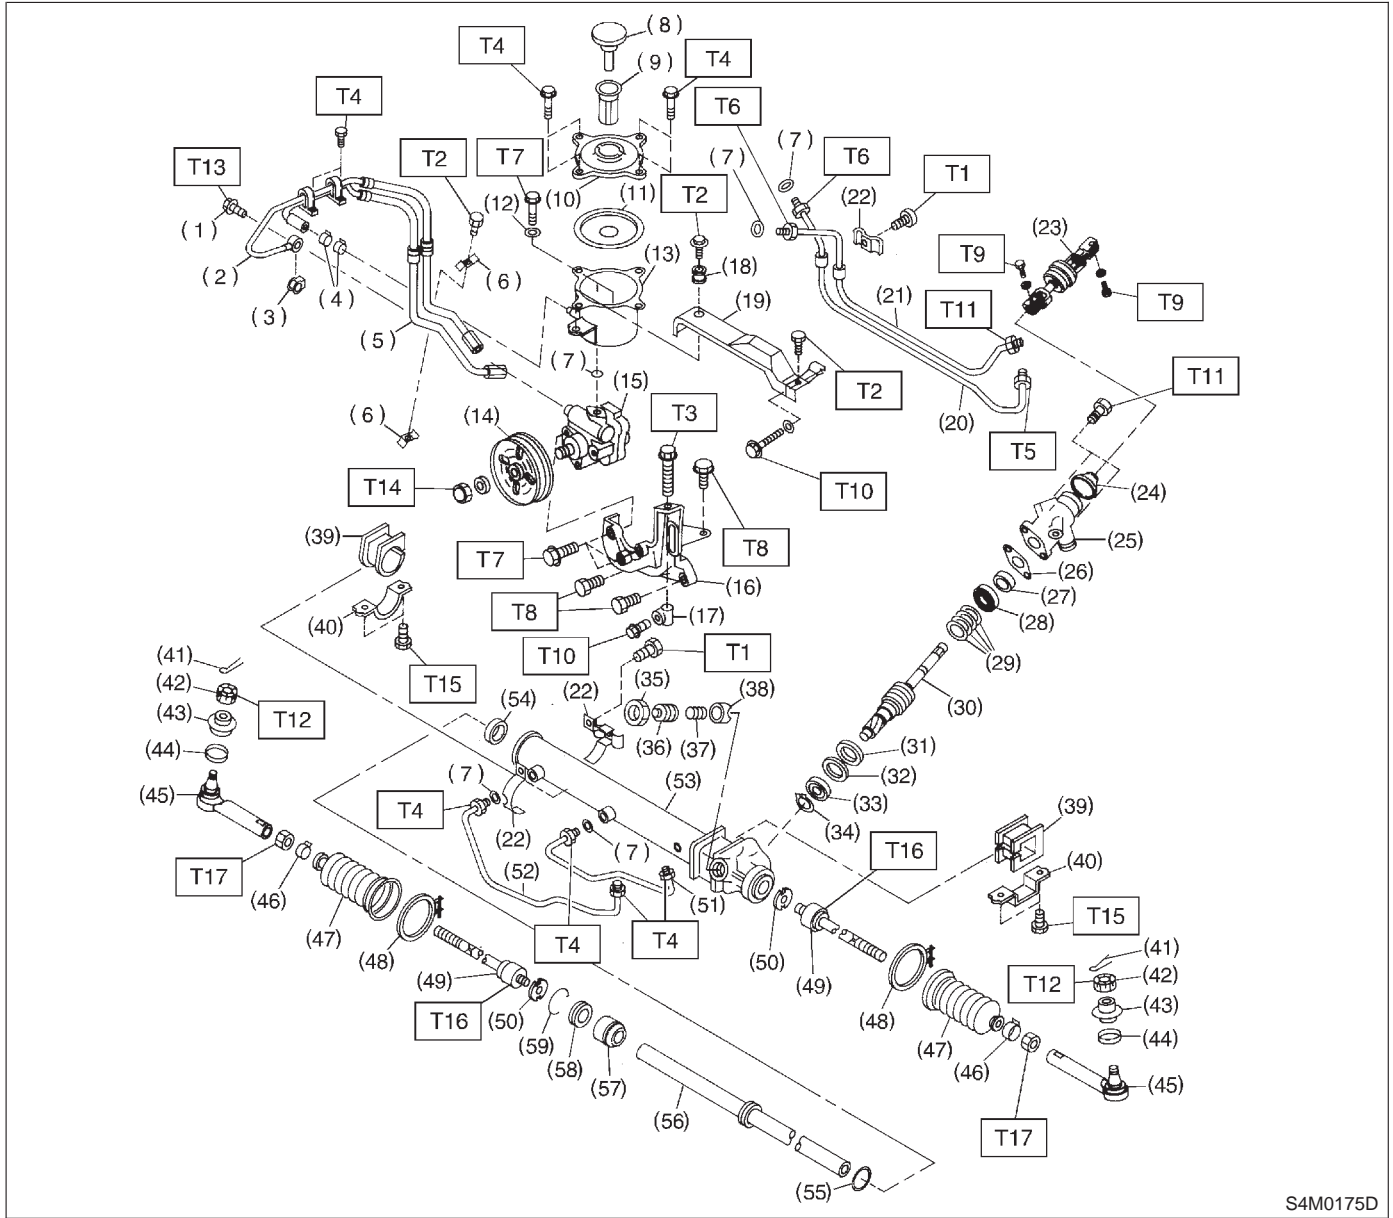 (8)
T4
(9)
T4
T4
T6
(7)
T2
T7
(7)
T6
T1
T13
(10)
(11)
T2
(22)
(12)
(23)
(1)
T9
(2)
(6)
(13)
(18)
(4)
(3)
(19)
T9
(21)
T11
(5)
(7)
T2
T11
(15)
(6)
(14)
T3
(20)
T5
T14
T10
(24)
(39)
(25)
T7
T8
(26)
(16)
(27)
T8
(28)
(40)
(17)
(29)
T10
T1
(41)
T15
(35)
(38)
(42)
T12
(54)
(22)
(30)
(43)
(36)
(37)
(44)
(31)
(53)
(32)
(45)
(7)
(33)
(39)
T4
(34)
(22)
(7)
T16
(40)
T17
(52)
(46)
(51)
T15
(47)
T4
T4
(50)
(41)
(48)
(49)
T12
(42)
(49)
(50)
(48)
(43)
T16
(59)
(47)
(44)
(58)
(46)
(57)
(45)
(56)
T17
(55)
S4M0175D